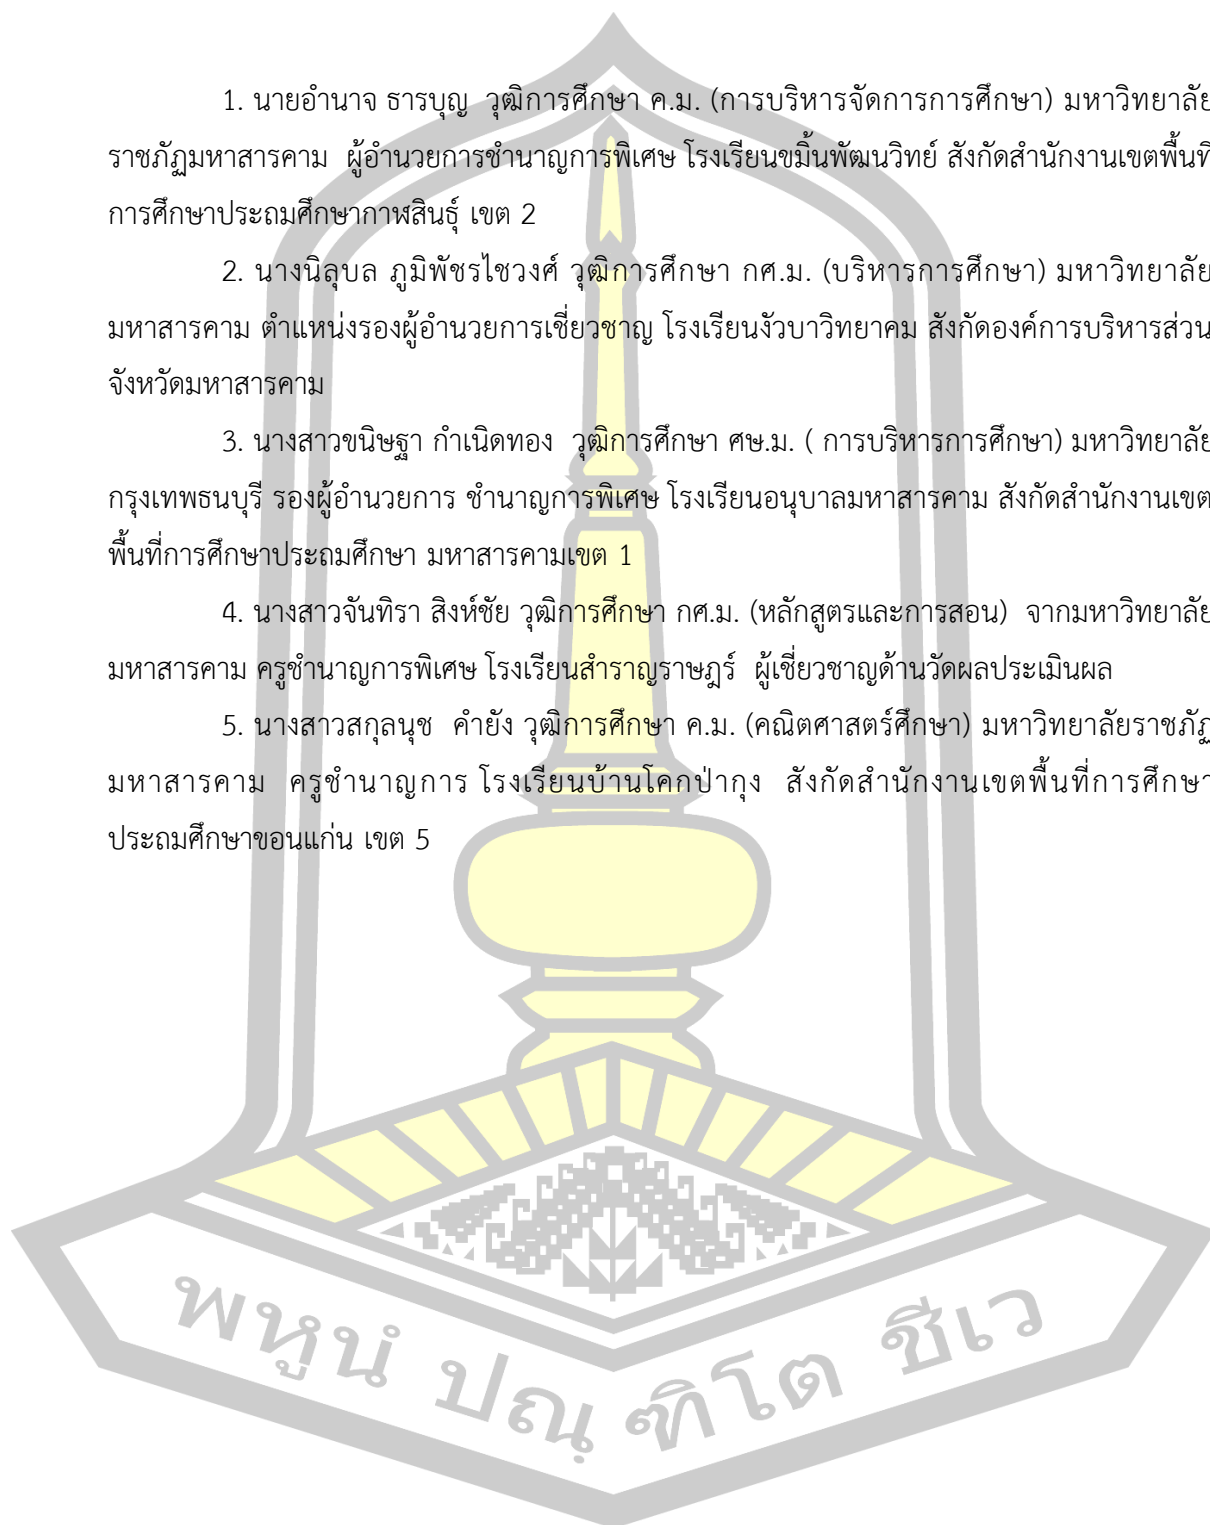 1. นายอำนาจ ธารบุญ วุฒิการศึกษา ค.ม. (การบริหารจัดการการศึกษา) มหาวิทยาลัย
ราชภัฏมหาสารคาม ผู้อำนวยการชำนาญการพิเศษ โรงเรียนขมิ้นพัฒนวิทย์ สังกัดสำนักงานเขตพื้นที่
การศึกษาประถมศึกษากาฬสินธุ์ เขต 2
2. นางนิลุบล ภูมิพัชรไชวงศ์ วุฒิการศึกษา กศ.ม. (บริหารการศึกษา) มหาวิทยาลัย
มหาสารคาม ตำแหน่งรองผู้อำนวยการเชี่ยวชาญ โรงเรียนงัวบาวิทยาคม สังกัดองค์การบริหารส่วน
จังหวัดมหาสารคาม
3. นางสาวขนิษฐา กำเนิดทอง วุฒิการศึกษา ศษ.ม. ( การบริหารการศึกษา) มหาวิทยาลัย
กรุงเทพธนบุรี รองผู้อำนวยการ ชำนาญการพิเศษ โรงเรียนอนุบาลมหาสารคาม สังกัดสำนักงานเขต
พื้นที่การศึกษาประถมศึกษา มหาสารคามเขต 1
4. นางสาวจันทิรา สิงห์ชัย วุฒิการศึกษา กศ.ม. (หลักสูตรและการสอน) จากมหาวิทยาลัย
มหาสารคาม ครูชำนาญการพิเศษ โรงเรียนสำราญราษฎร์ ผู้เชี่ยวชาญด้านวัดผลประเมินผล
5. นางสาวสกุลนุช คำยัง วุฒิการศึกษา ค.ม. (คณิตศาสตร์ศึกษา) มหาวิทยาลัยราชภัฏ
มหาสารคาม ครูชำนาญการ โรงเรียนบ้านโคกป่ากุง สังกัดสำนักงานเขตพื้นที่การศึกษา
ประถมศึกษาขอนแก่น เขต 5
พหูนํ ปณฺฑิโต ชีเว